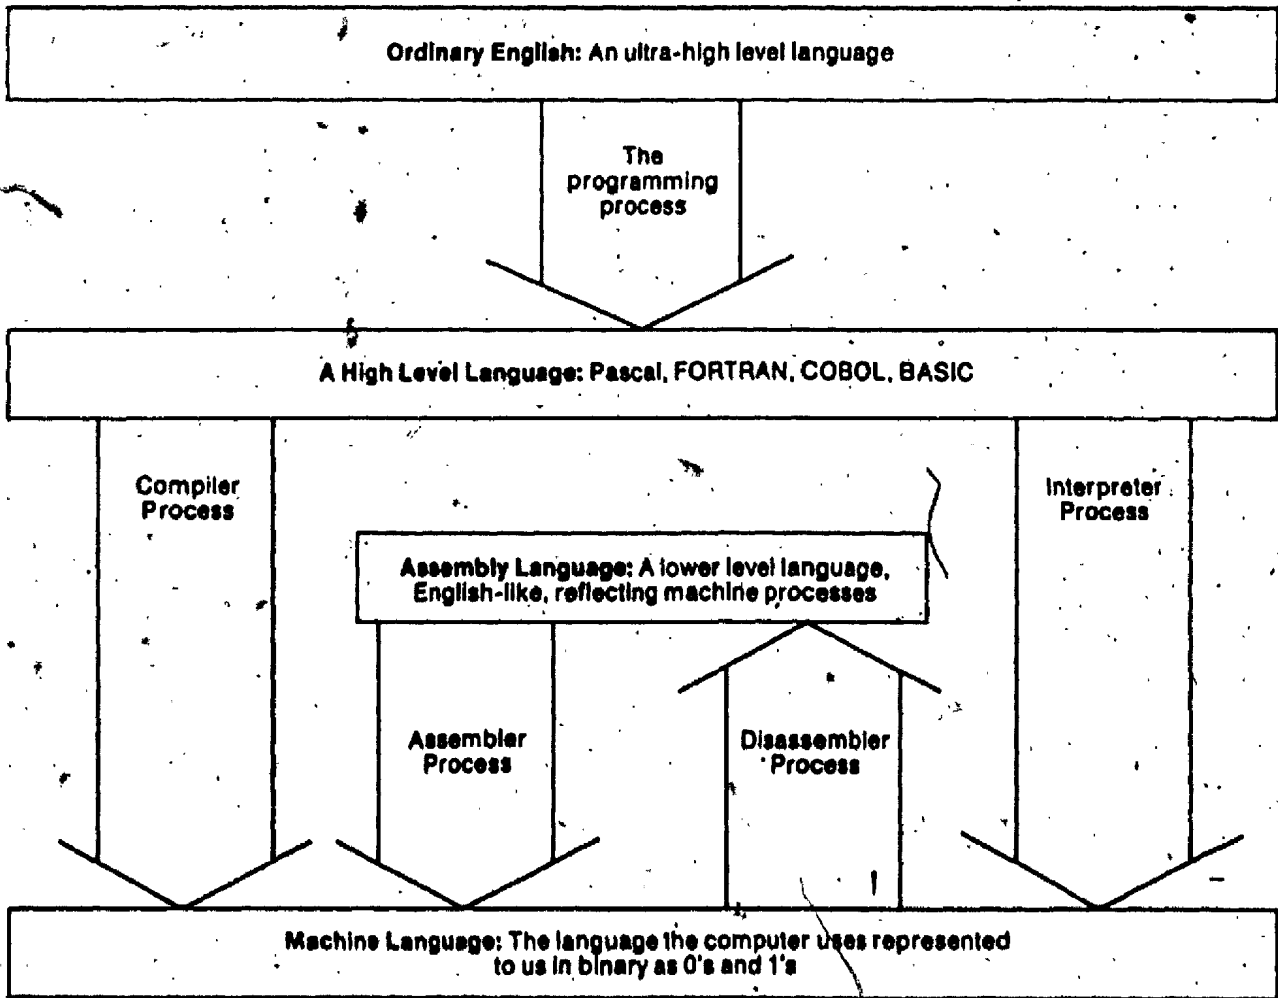 Ordinary English: An ultra-high level language
The
programming
process
A High Level Language: Pascal, FORTRAN, COBOL, BASIC
Compiler
Process
Interpreter
Process
Assembly Language: A lower level language,
English-like, reflecting machine processes
Assembler
Process
Disassembler
Process
Machine Language: The language the computer uses represented
to us in binary as 0's and 1's